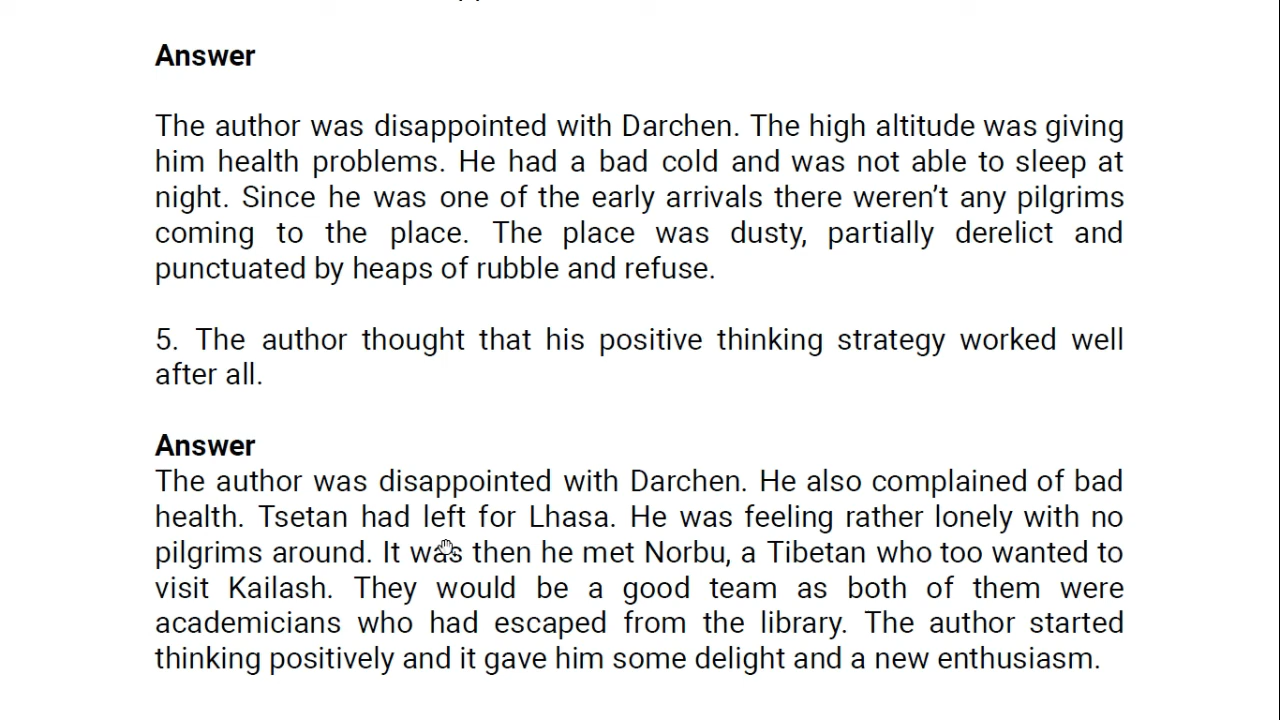 Answer
The author was disappointed with Darchen. The high altitude was giving
him health problems. He had a bad cold and was not able to sleep at
night. Since he was one of the early arrivals there weren’t any pilgrims
coming to the place. The place was dusty, partially derelict and
punctuated by heaps of rubble and refuse.
5. The author thought that his positive thinking strategy worked well
after all.
Answer
The author was disappointed with Darchen. He also complained of bad
health. Tsetan had left for Lhasa. He was feeling rather lonely with no
pilgrims around. It was then he met Norbu, a Tibetan who too wanted to
visit Kailash. They would be a good team as both of them were
academicians who had escaped from the library. The author started
thinking positively and it gave him some delight and a new enthusiasm.